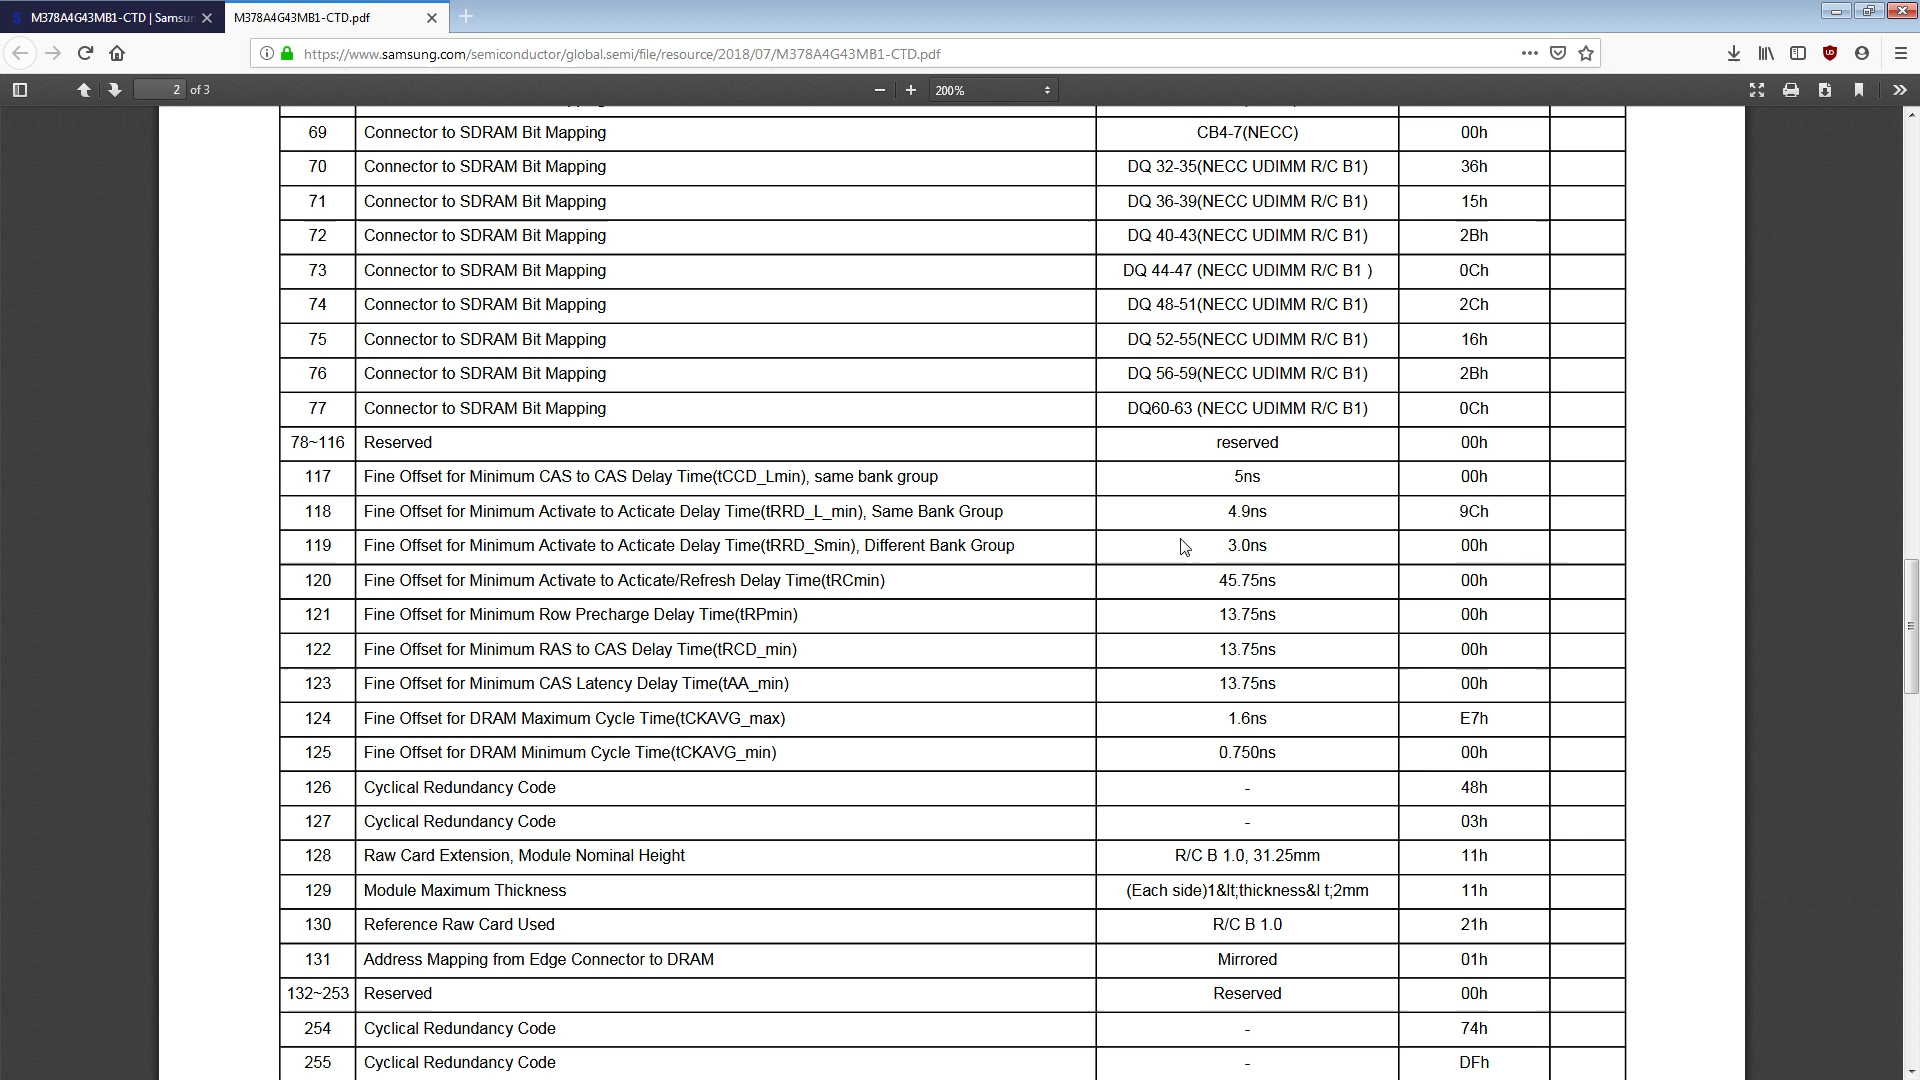 M378A4G43MB1-CTD | Samsu
M378A4G43MB1-CTD.pdf
https://www.samsung.com/semiconductor/global.semi/file/resource/2018/07/M378A4G43MB1-CTD.pdf
2 of 3
200%
69 Connector to SDRAM Bit Mapping CB4-7(NECC) 00h
70 Connector to SDRAM Bit Mapping DQ 32-35(NECC UDIMM R/C B1) 36h
71 Connector to SDRAM Bit Mapping DQ 36-39(NECC UDIMM R/C B1) 15h
72 Connector to SDRAM Bit Mapping DQ 40-43(NECC UDIMM R/C B1) 2Bh
73 Connector to SDRAM Bit Mapping DQ 44-47 (NECC UDIMM R/C B1 ) 0Ch
74 Connector to SDRAM Bit Mapping DQ 48-51(NECC UDIMM R/C B1) 2Ch
75 Connector to SDRAM Bit Mapping DQ 52-55(NECC UDIMM R/C B1) 16h
76 Connector to SDRAM Bit Mapping DQ 56-59(NECC UDIMM R/C B1) 2Bh
77 Connector to SDRAM Bit Mapping DQ60-63 (NECC UDIMM R/C B1) 0Ch
78~116 Reserved reserved 00h
117 Fine Offset for Minimum CAS to CAS Delay Time(tCCD_Lmin), same bank group 5ns 00h
118 Fine Offset for Minimum Activate to Acticate Delay Time(tRRD_L_min), Same Bank Group 4.9ns 9Ch
119 Fine Offset for Minimum Activate to Acticate Delay Time(tRRD_Smin), Different Bank Group 3.0ns 00h
120 Fine Offset for Minimum Activate to Acticate/Refresh Delay Time(tRCmin) 45.75ns 00h
121 Fine Offset for Minimum Row Precharge Delay Time(tRPmin) 13.75ns 00h
122 Fine Offset for Minimum RAS to CAS Delay Time(tRCD_min) 13.75ns 00h
123 Fine Offset for Minimum CAS Latency Delay Time(tAA_min) 13.75ns 00h
124 Fine Offset for DRAM Maximum Cycle Time(tCKAVG_max) 1.6ns E7h
125 Fine Offset for DRAM Minimum Cycle Time(tCKAVG_min) 0.750ns 00h
126 Cyclical Redundancy Code - 48h
127 Cyclical Redundancy Code - 03h
128 Raw Card Extension, Module Nominal Height R/C B 1.0, 31.25mm 11h
129 Module Maximum Thickness (Each side)1&lt;thickness&l t;2mm 11h
130 Reference Raw Card Used R/C B 1.0 21h
131 Address Mapping from Edge Connector to DRAM Mirrored 01h
132~253 Reserved Reserved 00h
254 Cyclical Redundancy Code - 74h
255 Cyclical Redundancy Code - DFh